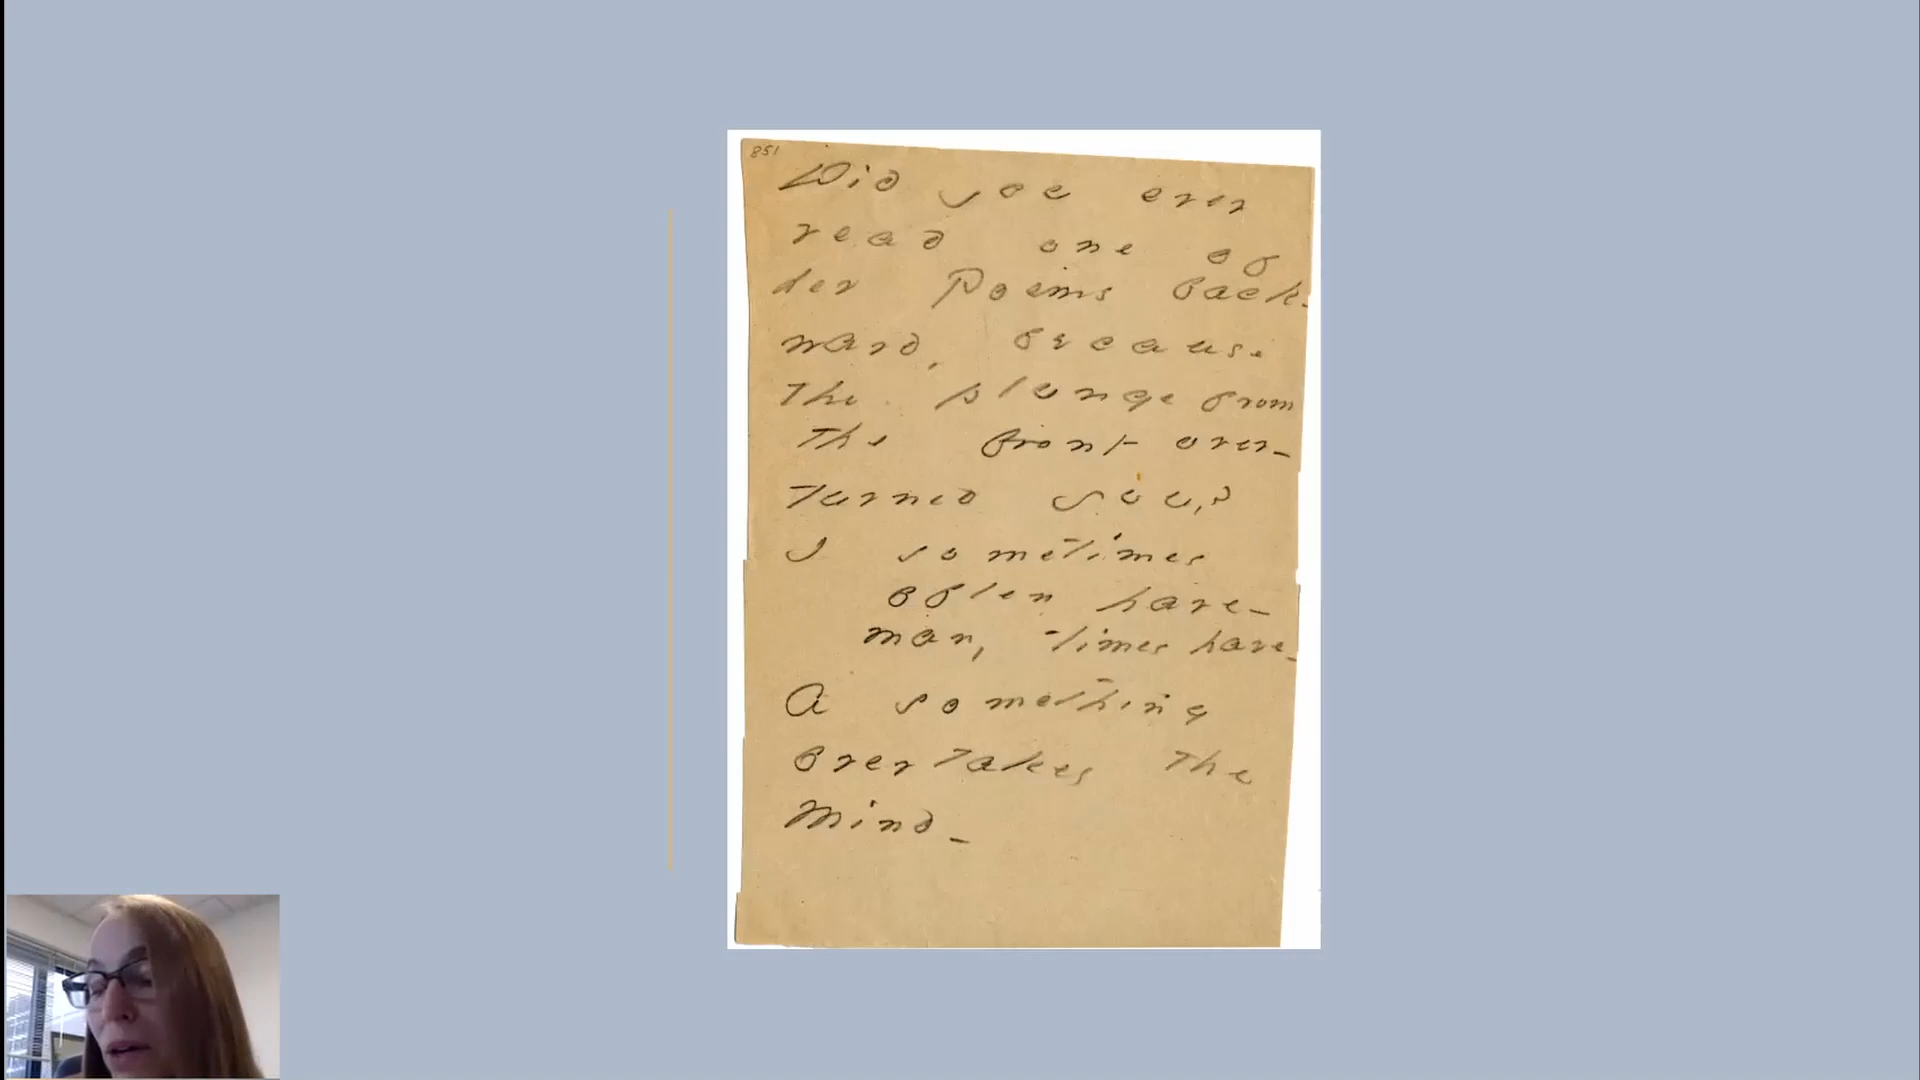 851
Did you ever
read one of
her Poems back-
ward, because
the plunge from
the front over-
turned you?
I sometimes
often have-
many times have-
A something
overtakes the
Mind-